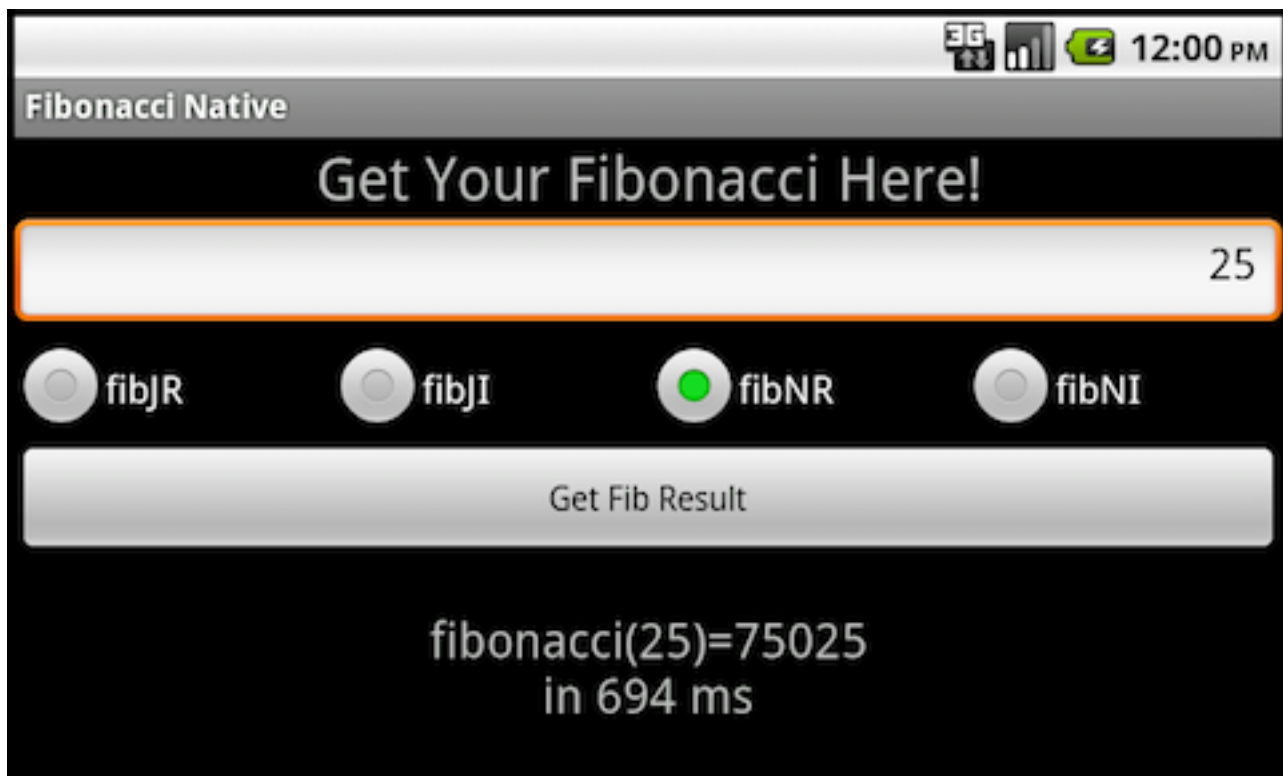 3G 12:00 PM
Fibonacci Native
Get Your Fibonacci Here!
25
fibJR fibJI fibNR fibNI
Get Fib Result
fibonacci(25)=75025
in 694 ms